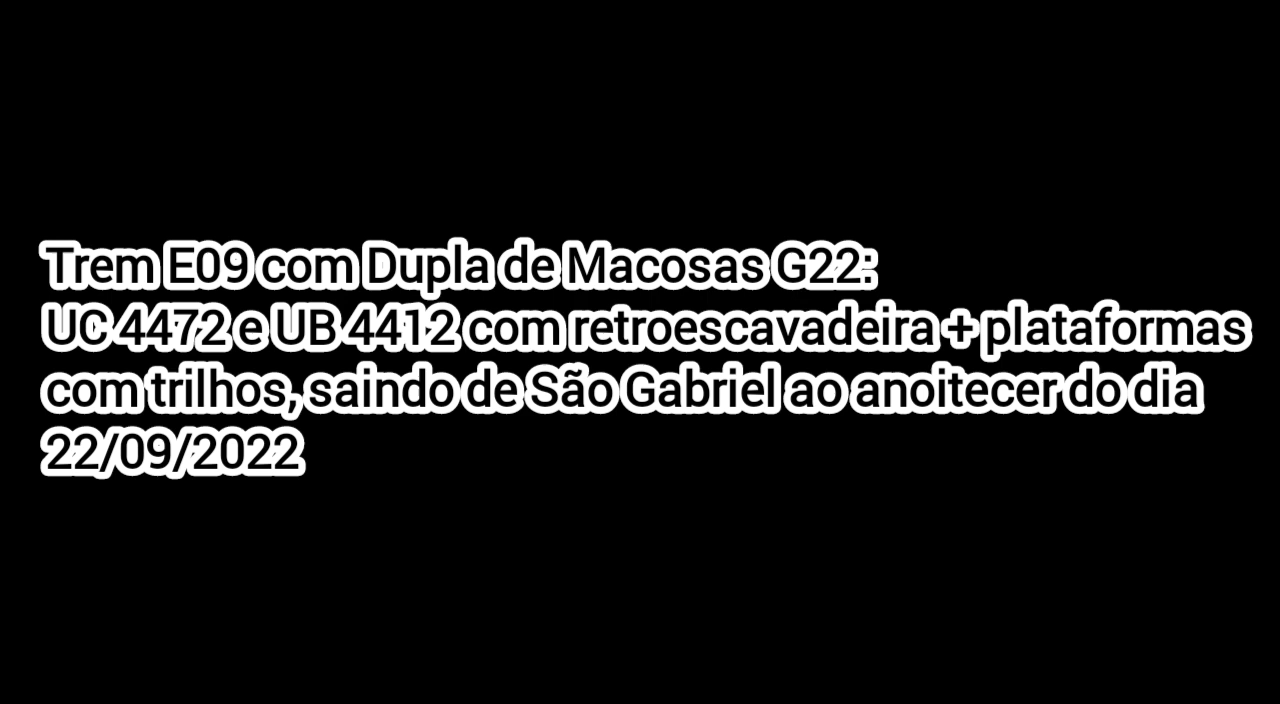 Trem E09 com Dupla de Macosas G22:
UC 4472 e UB 4412 com retroescavadeira + plataformas
com trilhos, saindo de São Gabriel ao anoitecer do dia
22/09/2022